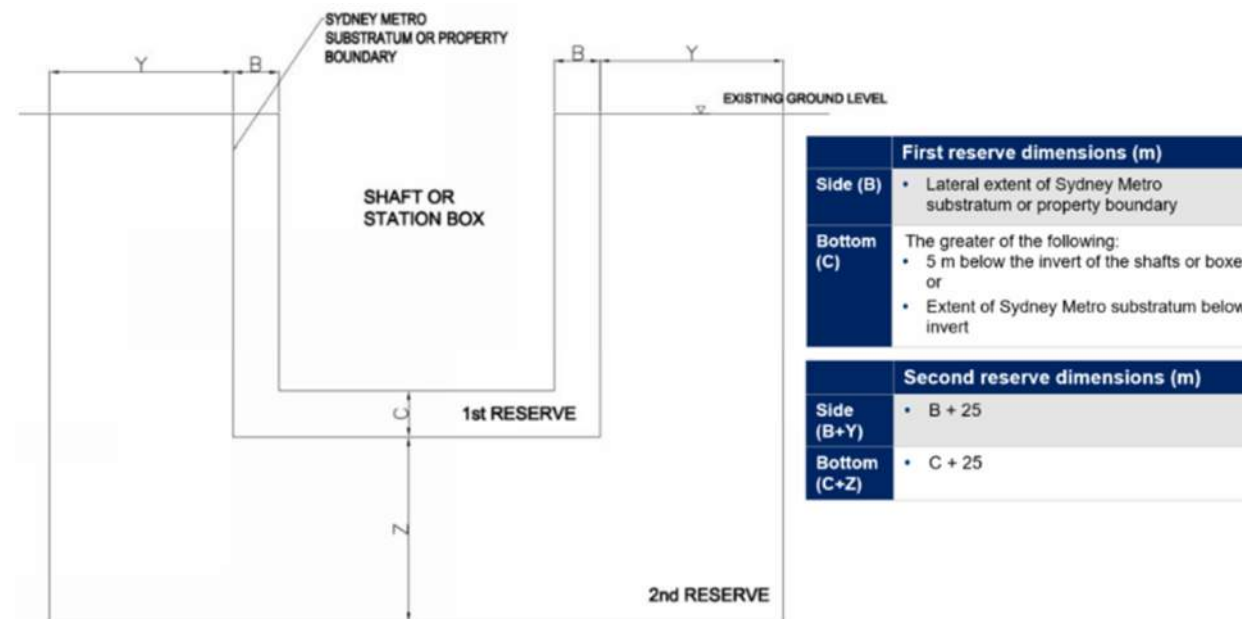 SYDNEY METRO
SUBSTRATUM OR PROPERTY
BOUNDARY
Y
B
B
Y
EXISTING GROUND LEVEL
SHAFT OR
STATION BOX
C
1st RESERVE
Z
2nd RESERVE
First reserve dimensions (m)
Side (B)
• Lateral extent of Sydney Metro
substratum or property boundary
Bottom
(C)
The greater of the following:
• 5 m below the invert of the shafts or boxe
or
• Extent of Sydney Metro substratum below
invert
Second reserve dimensions (m)
Side
(B+Y)
• B + 25
Bottom
(C+Z)
• C + 25